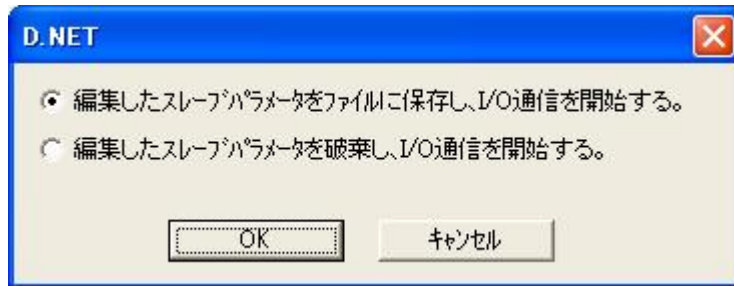 D.NET
編集したｽﾚｰﾌﾞﾊﾟﾗﾒｰﾀをﾌｧｲﾙに保存し､I/O通信を開始する。
編集したｽﾚｰﾌﾞﾊﾟﾗﾒｰﾀを破棄し､I/O通信を開始する。
OK
ｷｬﾝｾﾙ